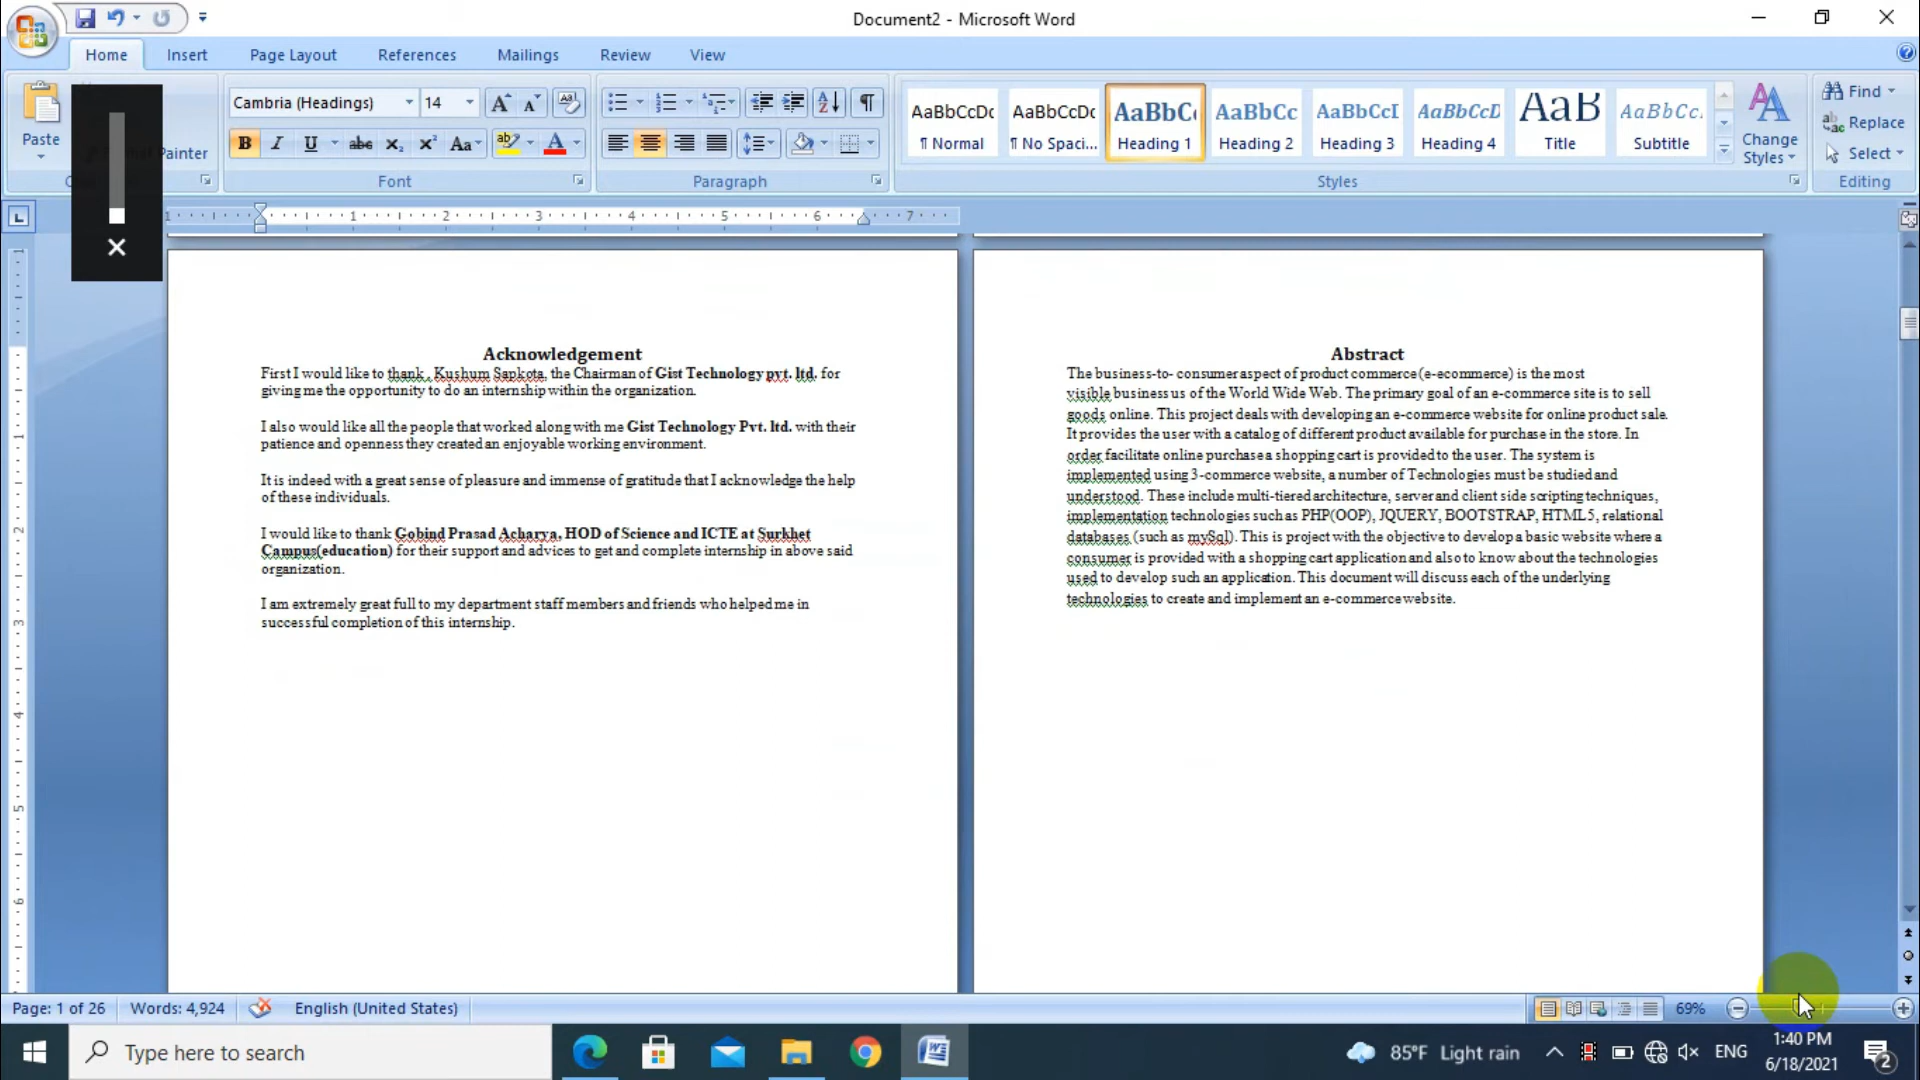 Document2 - Microsoft Word
Home Insert Page Layout References Mailings Review View
Paste
Painter
Cambria (Headings) 14
Font
Paragraph
AaBbCcDc AaBbCcDc AaBbC AaBbCc AaBbCcI AaBbCcD AaB AaBbCc.
¶ Normal ¶ No Spaci... Heading 1 Heading 2 Heading 3 Heading 4 Title Subtitle
Change Styles
Styles
Find
Replace
Select
Editing
1 1 2 3 4 5 6 7
Acknowledgement
First I would like to thank , Kushum Sapkota, the Chairman of Gist Technology pvt. ltd. for
giving me the opportunity to do an internship within the organization.
I also would like all the people that worked along with me Gist Technology Pvt. ltd. with their
patience and openness they created an enjoyable working environment.
It is indeed with a great sense of pleasure and immense of gratitude that I acknowledge the help
of these individuals.
I would like to thank Gobind Prasad Acharya, HOD of Science and ICTE at Surkhet
Campus(education) for their support and advices to get and complete internship in above said
organization.
I am extremely great full to my department staff members and friends who helped me in
successful completion of this internship.
Abstract
The business-to- consumer aspect of product commerce (e-ecommerce) is the most
visible business us of the World Wide Web. The primary goal of an e-commerce site is to sell
goods online. This project deals with developing an e-commerce website for online product sale.
It provides the user with a catalog of different product available for purchase in the store. In
order facilitate online purchase a shopping cart is provided to the user. The system is
implemented using 3-commerce website, a number of Technologies must be studied and
understood. These include multi-tiered architecture, server and client side scripting techniques,
implementation technologies such as PHP(OOP), JQUERY, BOOTSTRAP, HTML5, relational
databases (such as mySql). This is project with the objective to develop a basic website where a
consumer is provided with a shopping cart application and also to know about the technologies
used to develop such an application. This document will discuss each of the underlying
technologies to create and implement an e-commerce website.
Page: 1 of 26 Words: 4,924 English (United States) 69%
Type here to search
85°F Light rain ENG
1:40 PM
6/18/2021
2